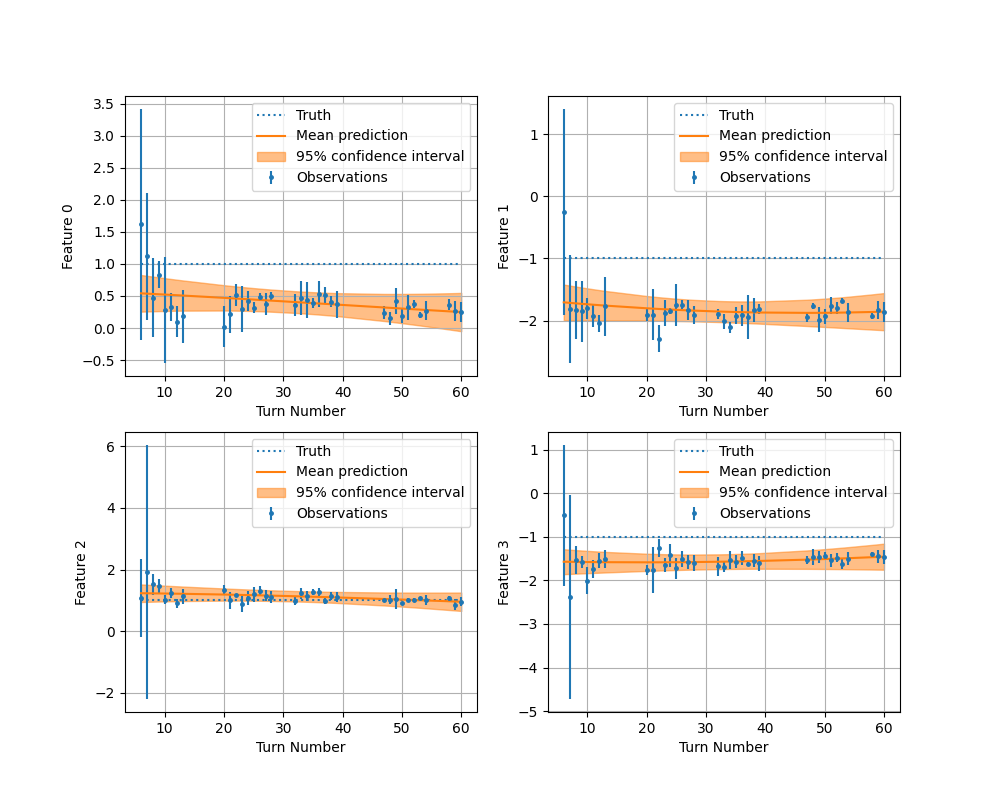 Feature 0
3.5
3.0
2.5
2.0
1.5
1.0
0.5
0.0
−0.5
Truth
Mean prediction
95% confidence interval
Observations
10 20 30 40 50 60
Turn Number
Feature 1
1
0
−1
−2
Truth
Mean prediction
95% confidence interval
Observations
10 20 30 40 50 60
Turn Number
Feature 2
6
4
2
0
−2
Truth
Mean prediction
95% confidence interval
Observations
10 20 30 40 50 60
Turn Number
Feature 3
1
0
−1
−2
−3
−4
−5
Truth
Mean prediction
95% confidence interval
Observations
10 20 30 40 50 60
Turn Number